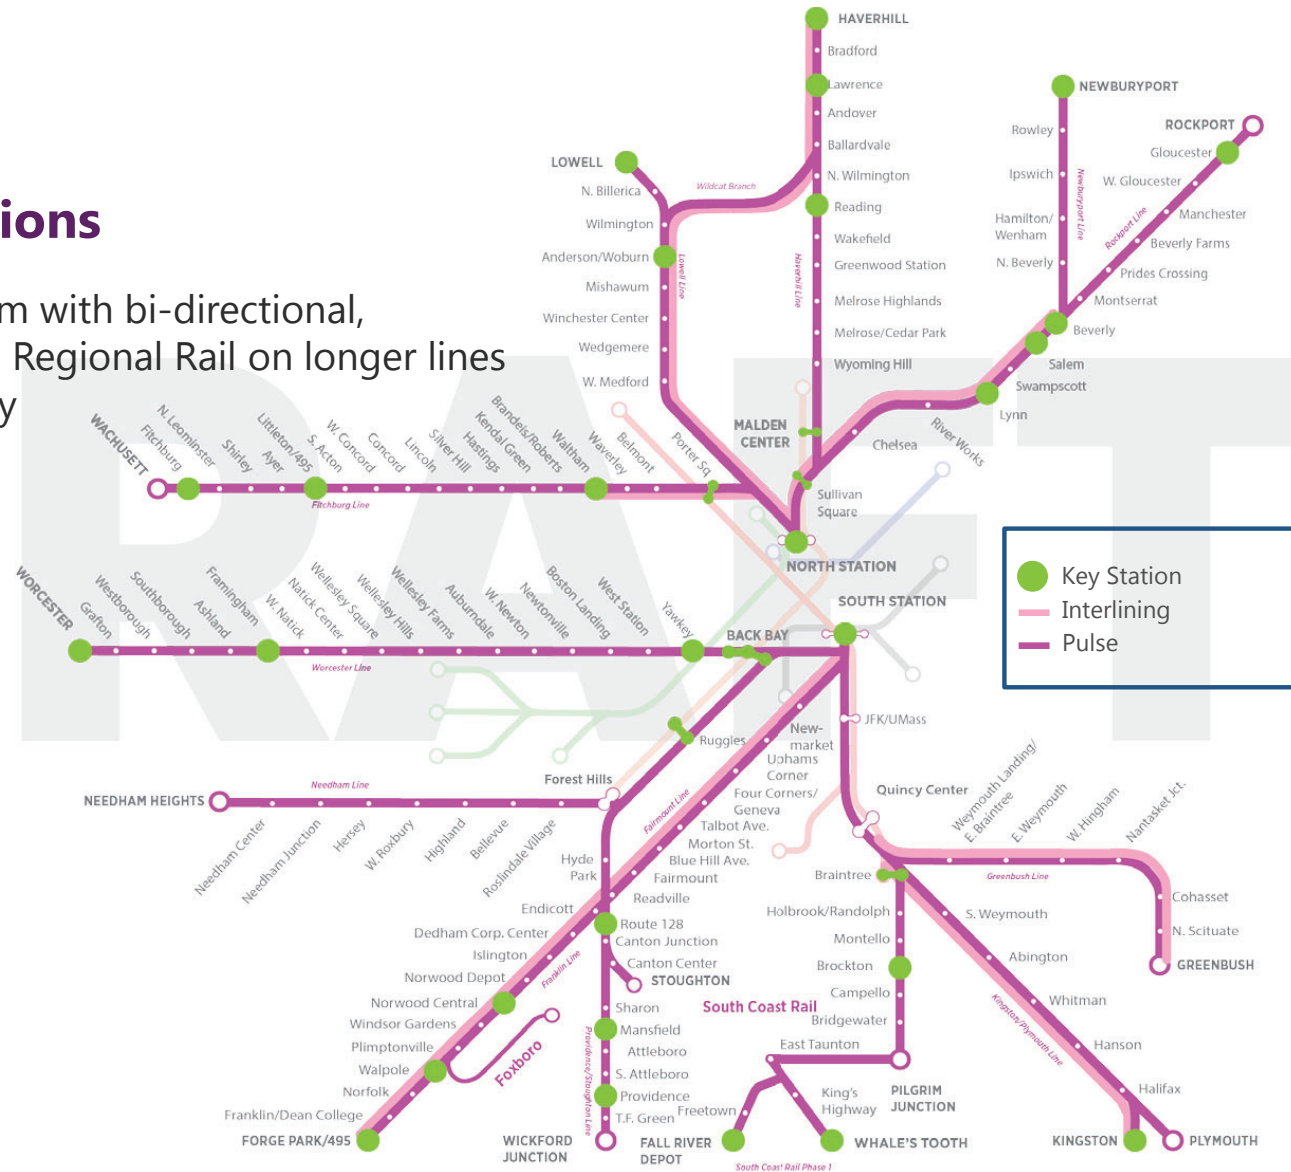 ions
m with bi-directional,
Regional Rail on longer lines
y
RAFT
HAVERHILL
Bradford
Lawrence
Andover
Ballardvale
N. Wilmington
Reading
Wakefield
Greenwood Station
Melrose Highlands
Melrose/Cedar Park
Wyoming Hill
MALDEN
CENTER
Haverhill Line
Wildcat Branch
LOWELL
N. Billerica
Wilmington
Anderson/Woburn
Mishawum
Winchester Center
Wedgemere
W. Medford
Lowell Line
NEWBURYPORT
Rowley
Ipswich
Hamilton/
Wenham
N. Beverly
Newburyport Line
ROCKPORT
Gloucester
W. Gloucester
Manchester
Beverly Farms
Prides Crossing
Montserrat
Rockport Line
Beverly
Salem
Swampscott
Lynn
River Works
Chelsea
Sullivan
Square
NORTH STATION
WACHUSETT
Fitchburg
N. Leominster
Shirley
Ayer
Littleton/495
S. Acton
W. Concord
Concord
Lincoln
Silver Hill
Hastings
Kendal Green
Brandeis/Roberts
Waltham
Waverley
Belmont
Porter Sq
Fitchburg Line
Key Station
Interlining
Pulse
WORCESTER
Grafton
Westborough
Southborough
Ashland
Framingham
W. Natick
Natick Center
Wellesley Square
Wellesley Hills
Wellesley Farms
Auburndale
W. Newton
Newtonville
Boston Landing
West Station
Yawkey
BACK BAY
SOUTH STATION
Worcester Line
Ruggles
Forest Hills
NEEDHAM HEIGHTS
Needham Line
Needham Center
Needham Junction
Hersey
W. Roxbury
Highland
Bellevue
Roslindale Village
New-
market
Uphams
Corner
Four Corners/
Geneva
Talbot Ave.
Morton St.
Blue Hill Ave.
Fairmount
Readville
Fairmount Line
JFK/UMass
Quincy Center
Weymouth Landing/
E. Braintree
E. Weymouth
W. Hingham
Nantasket Jct.
Greenbush Line
Cohasset
N. Scituate
GREENBUSH
Braintree
Holbrook/Randolph
Montello
Brockton
Campello
Bridgewater
S. Weymouth
Abington
Whitman
Hanson
Halifax
Kingston/Plymouth Line
KINGSTON
PLYMOUTH
Hyde
Park
Route 128
Canton Junction
Canton Center
STOUGHTON
Sharon
Mansfield
Attleboro
S. Attleboro
Providence
T.F. Green
WICKFORD
JUNCTION
Providence/Stoughton Line
Endicott
Dedham Corp. Center
Islington
Norwood Depot
Norwood Central
Windsor Gardens
Plimptonville
Walpole
Norfolk
Franklin/Dean College
FORGE PARK/495
Franklin Line
Foxboro
South Coast Rail
East Taunton
PILGRIM
JUNCTION
King's
Highway
Freetown
FALL RIVER
DEPOT
WHALE'S TOOTH
South Coast Rail Phase 1